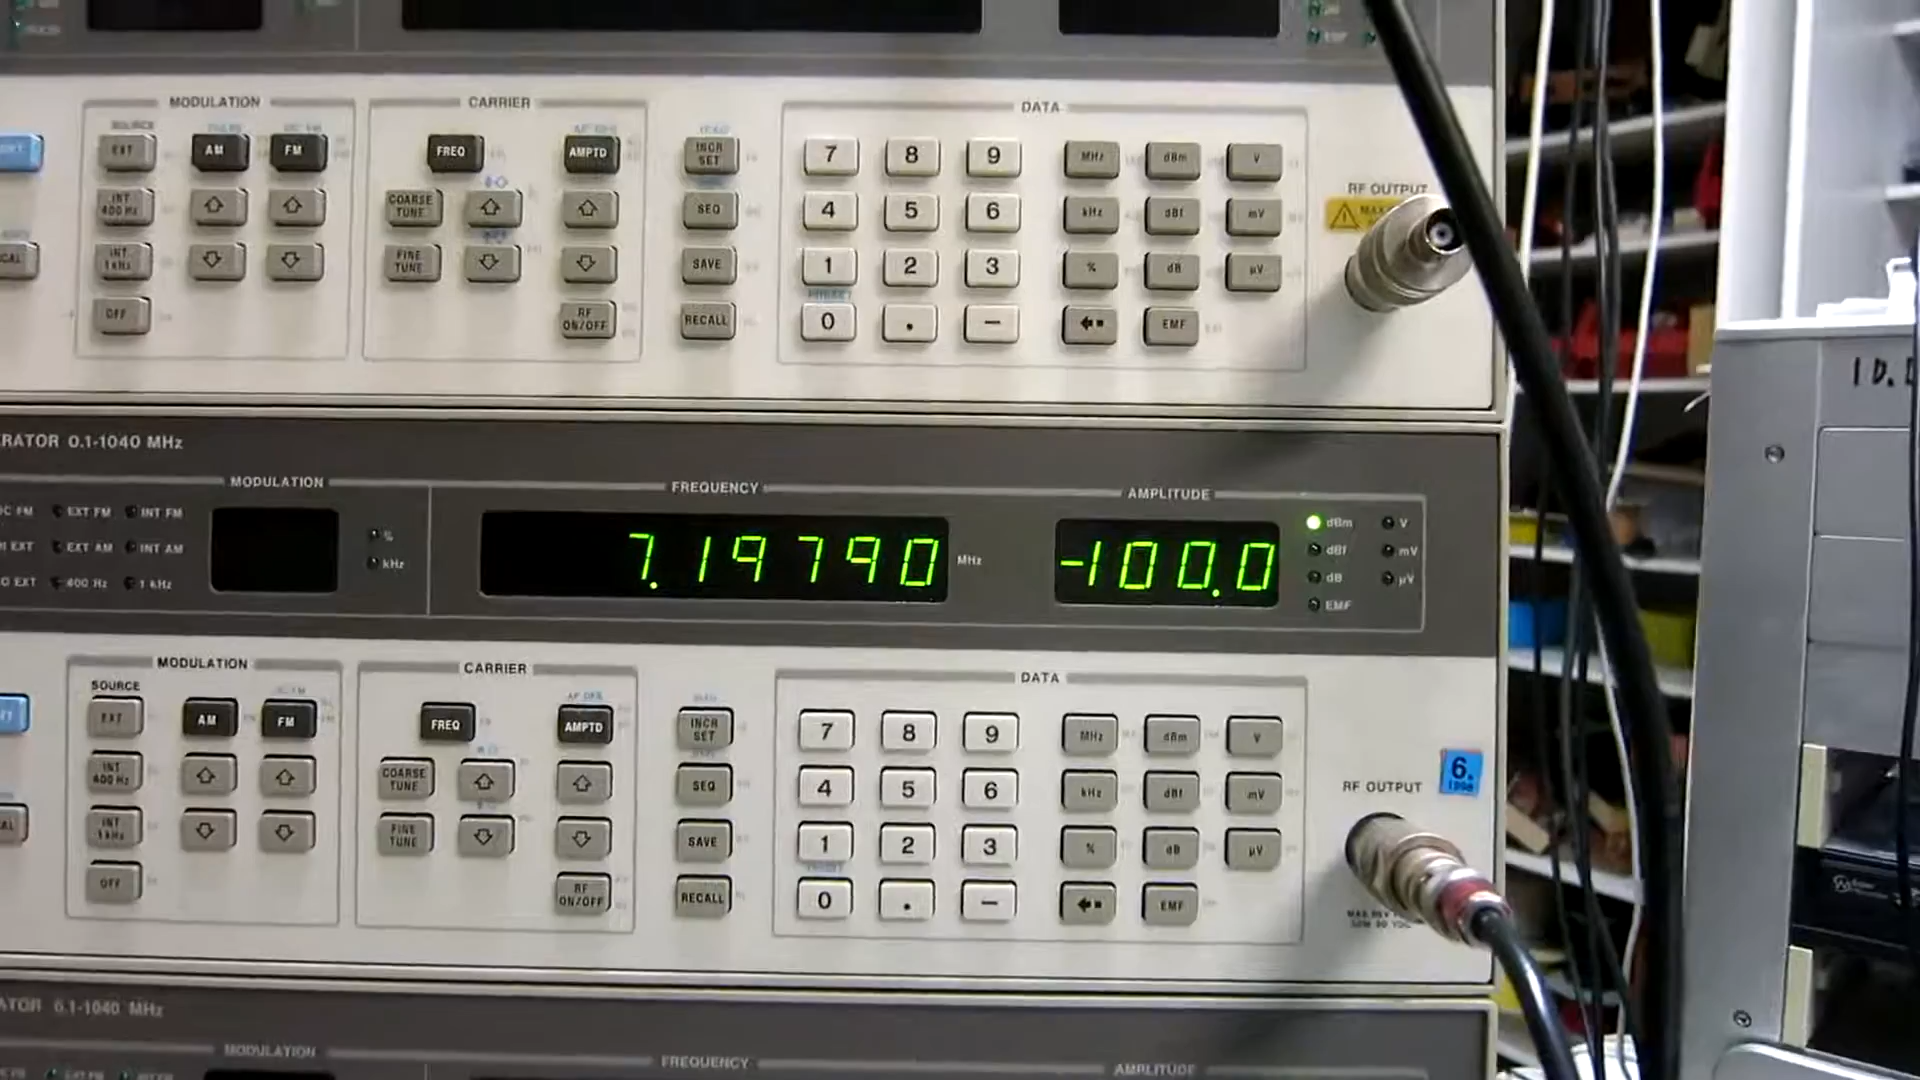 MODULATION
CARRIER
DATA
SOURCE
EXT
AM
FM
FREQ
AMPTD
INCR SET
7
8
9
MHz
dBm
V
INT 400 Hz
COARSE TUNE
SEQ
4
5
6
kHz
dBf
mV
RF OUTPUT
INT 1 kHz
FINE TUNE
SAVE
1
2
3
%
dB
µV
OFF
RF ON/OFF
RECALL
0
.
–
EMF
1 D.
RATOR 0.1-1040 MHz
MODULATION
FREQUENCY
AMPLITUDE
C FM
EXT FM
INT FM
EXT
EXT AM
INT AM
EXT
400 Hz
1 kHz
%
kHz
7.19790
MHz
-100.0
dBm
V
dBf
mV
dB
µV
EMF
MODULATION
CARRIER
DATA
SOURCE
EXT
AM
FM
FREQ
AMPTD
INCR SET
7
8
9
MHz
dBm
V
INT 400 Hz
COARSE TUNE
SEQ
4
5
6
kHz
dBf
mV
RF OUTPUT
6.
1998
AL
INT 1 kHz
FINE TUNE
SAVE
1
2
3
%
dB
µV
OFF
RF ON/OFF
RECALL
0
.
–
EMF
ATOR 0.1-1040 MHz
MODULATION
FREQUENCY
AMPLITUDE